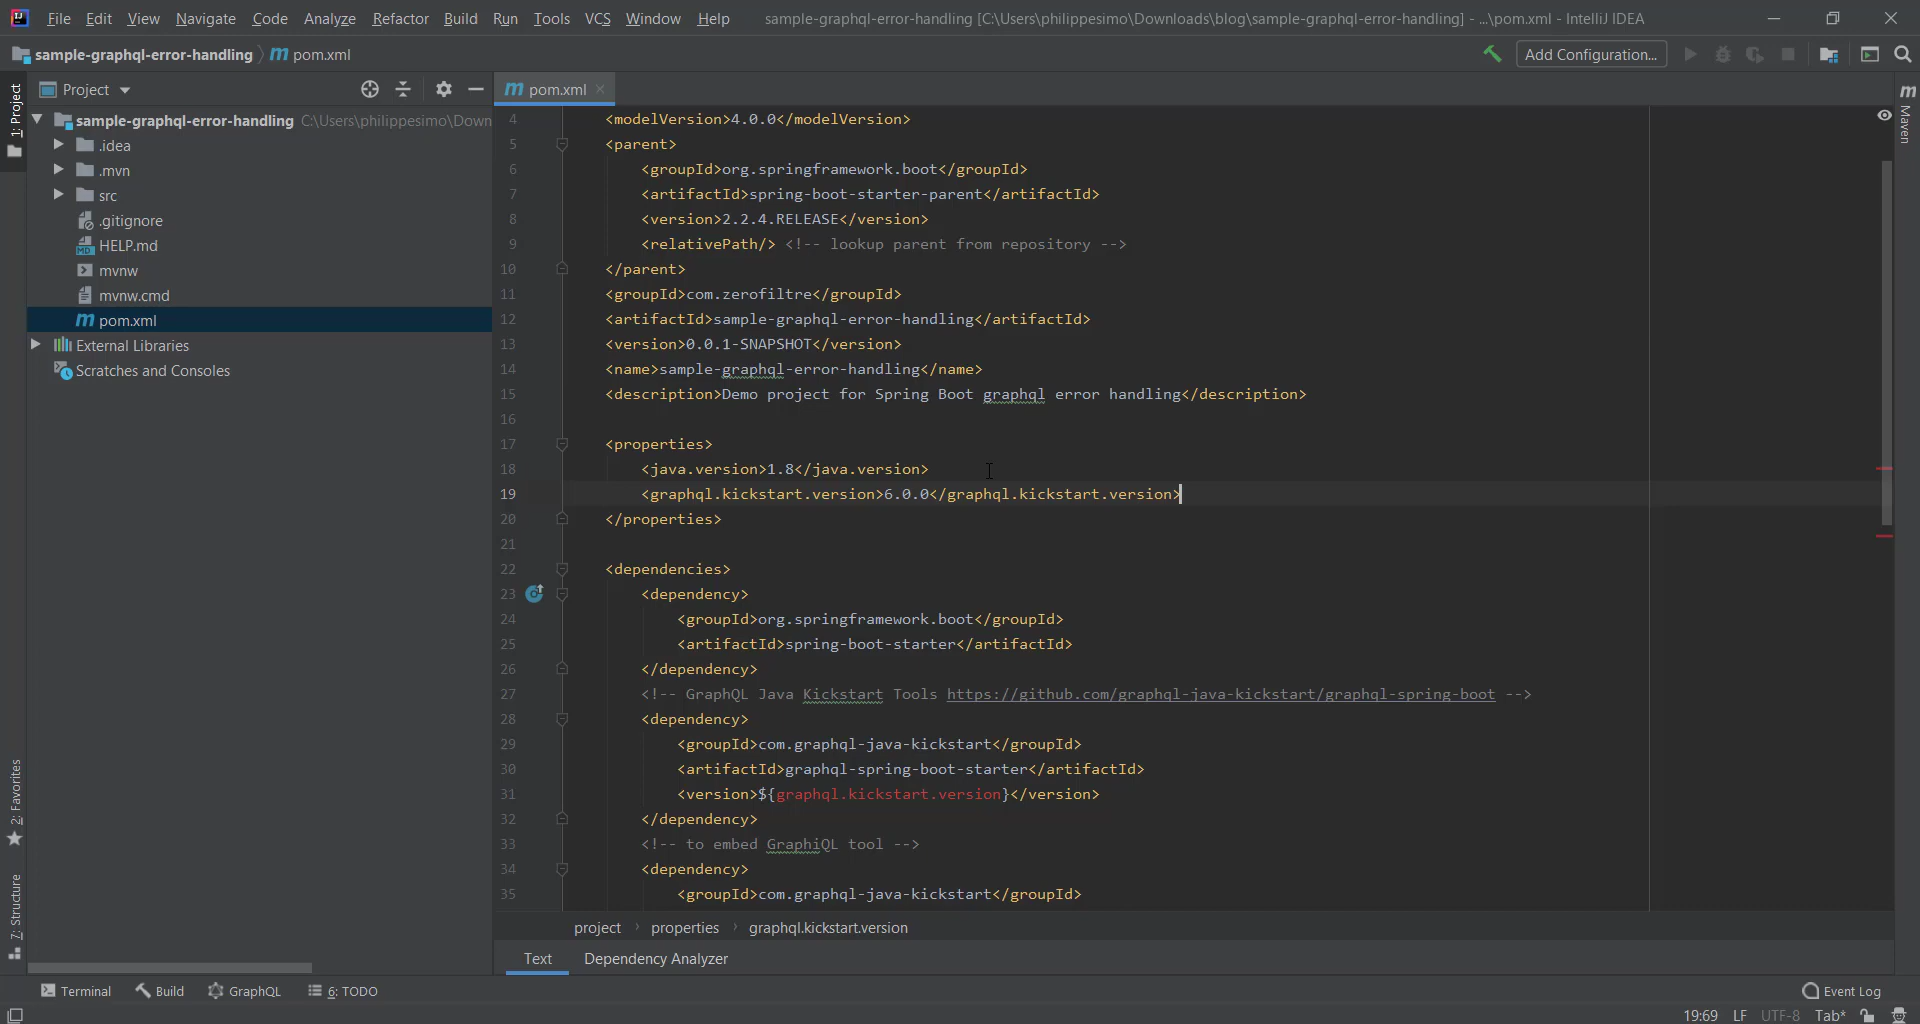 File Edit View Navigate Code Analyze Refactor Build Run Tools VCS Window Help sample-graphql-error-handling [C:\Users\philippesimo\Downloads\blog\sample-graphql-error-handling] - ...\pom.xml - IntelliJ IDEA
sample-graphql-error-handling m pom.xml Add Configuration...
Project
m pom.xml
1: Project
m Maven
sample-graphql-error-handling C:\Users\philippesimo\Down
.idea
.mvn
src
.gitignore
HELP.md
mvnw
mvnw.cmd
m pom.xml
External Libraries
Scratches and Consoles
2: Favorites
7: Structure
4 <modelVersion>4.0.0</modelVersion>
5 <parent>
6 <groupId>org.springframework.boot</groupId>
7 <artifactId>spring-boot-starter-parent</artifactId>
8 <version>2.2.4.RELEASE</version>
9 <relativePath/> <!-- lookup parent from repository -->
10 </parent>
11 <groupId>com.zerofiltre</groupId>
12 <artifactId>sample-graphql-error-handling</artifactId>
13 <version>0.0.1-SNAPSHOT</version>
14 <name>sample-graphql-error-handling</name>
15 <description>Demo project for Spring Boot graphql error handling</description>
16
17 <properties>
18 <java.version>1.8</java.version>
19 <graphql.kickstart.version>6.0.0</graphql.kickstart.version>
20 </properties>
21
22 <dependencies>
23 <dependency>
24 <groupId>org.springframework.boot</groupId>
25 <artifactId>spring-boot-starter</artifactId>
26 </dependency>
27 <!-- GraphQL Java Kickstart Tools https://github.com/graphql-java-kickstart/graphql-spring-boot -->
28 <dependency>
29 <groupId>com.graphql-java-kickstart</groupId>
30 <artifactId>graphql-spring-boot-starter</artifactId>
31 <version>${graphql.kickstart.version}</version>
32 </dependency>
33 <!-- to embed GraphiQL tool -->
34 <dependency>
35 <groupId>com.graphql-java-kickstart</groupId>
project › properties › graphql.kickstart.version
Text Dependency Analyzer
Terminal Build GraphQL 6: TODO Event Log
19:69 LF UTF-8 Tab*